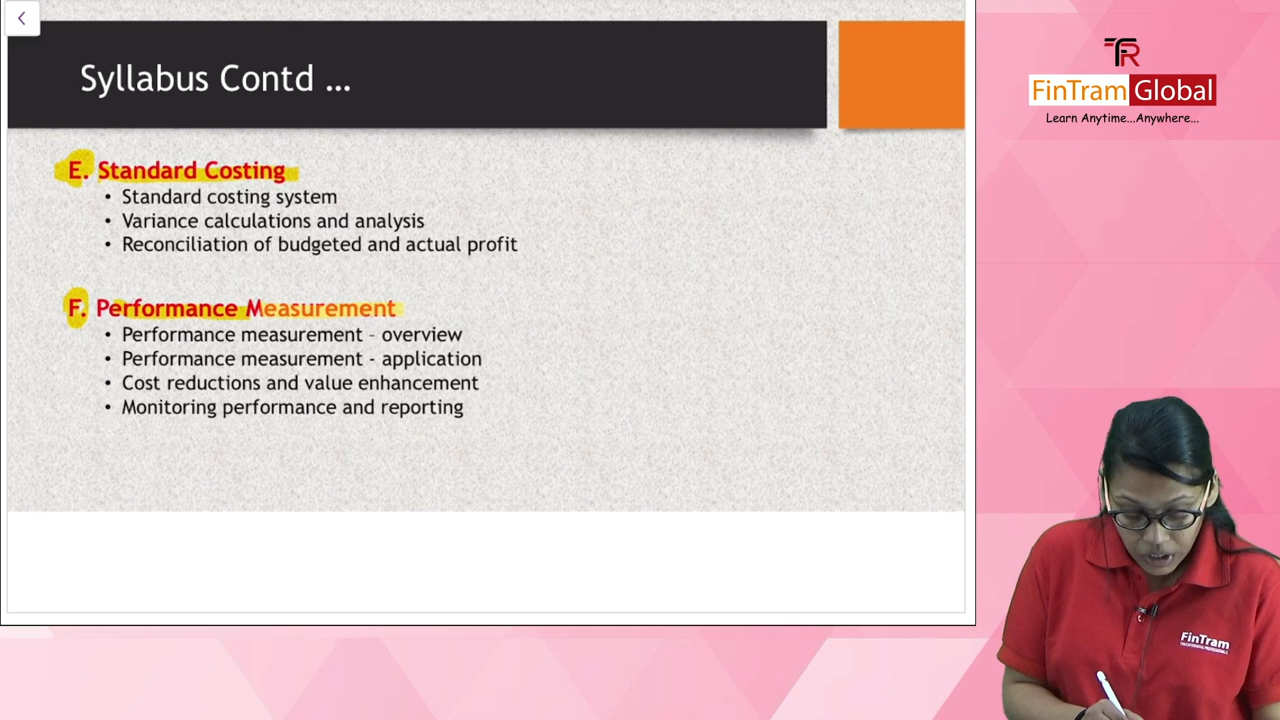 Syllabus Contd ...
E. Standard Costing
• Standard costing system
• Variance calculations and analysis
• Reconciliation of budgeted and actual profit
F. Performance Measurement
• Performance measurement – overview
• Performance measurement - application
• Cost reductions and value enhancement
• Monitoring performance and reporting
FinTram Global
Learn Anytime...Anywhere...
FinTram